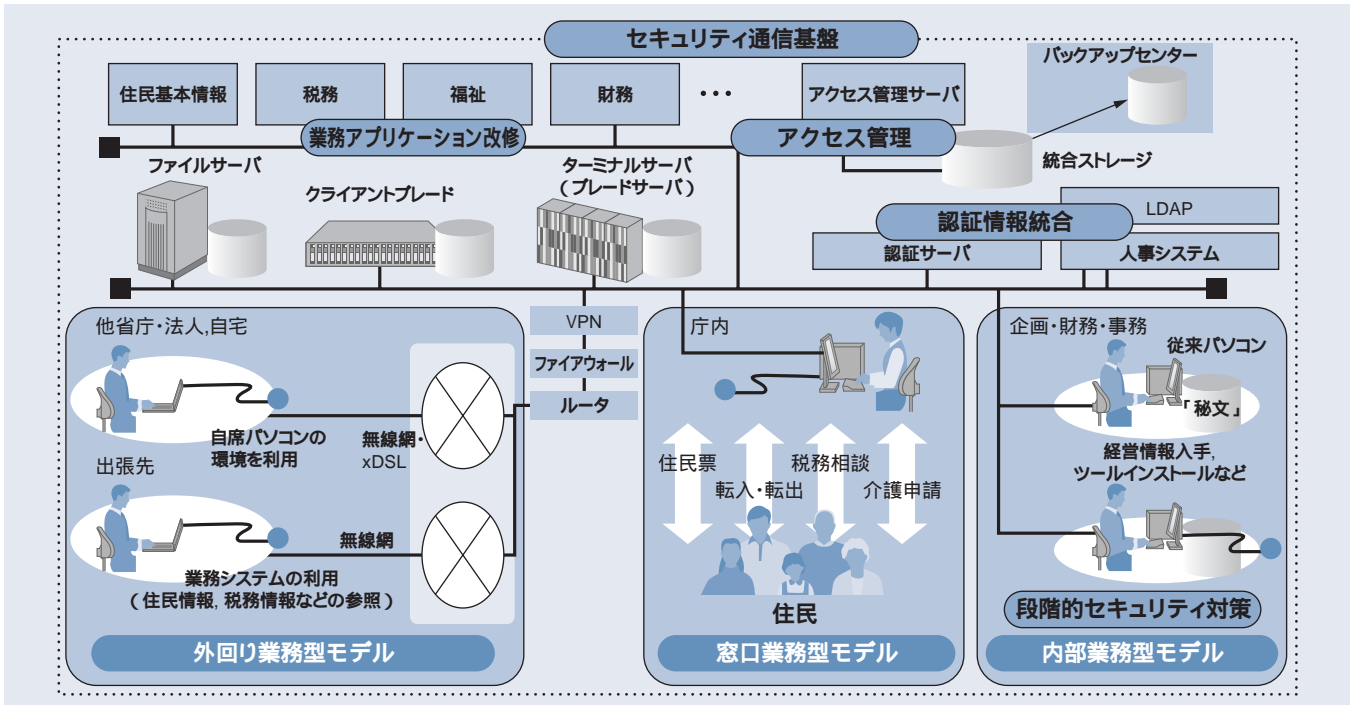 セキュリティ通信基盤
バックアップセンター
住民基本情報
税務
福祉
財務
・・・
アクセス管理サーバ
業務アプリケーション改修
アクセス管理
統合ストレージ
ファイルサーバ
クライアントブレード
ターミナルサーバ
（ブレードサーバ）
LDAP
認証情報統合
認証サーバ
人事システム
他省庁・法人,自宅
自席パソコンの
環境を利用
無線網・
xDSL
出張先
無線網
業務システムの利用
（住民情報, 税務情報などの参照）
外回り業務型モデル
VPN
ファイアウォール
ルータ
庁内
住民票
転入・転出
税務相談
介護申請
住民
窓口業務型モデル
企画・財務・事務
従来パソコン
「秘文」
経営情報入手,
ツールインストールなど
段階的セキュリティ対策
内部業務型モデル